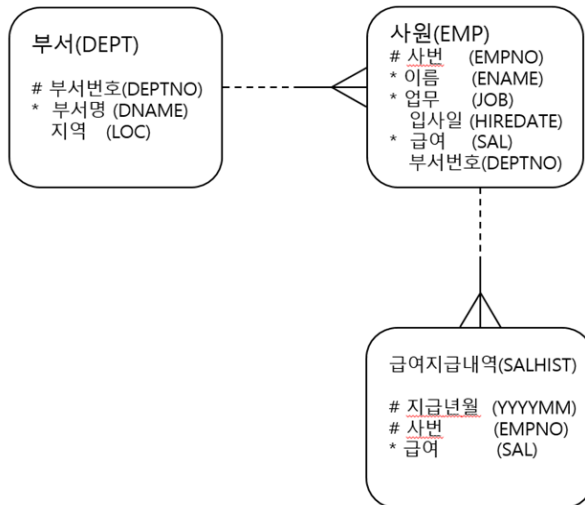 부서(DEPT)
# 부서번호(DEPTNO)
* 부서명 (DNAME)
지역 (LOC)
사원(EMP)
# 사번 (EMPNO)
* 이름 (ENAME)
* 업무 (JOB)
입사일 (HIREDATE)
* 급여 (SAL)
부서번호(DEPTNO)
급여지급내역(SALHIST)
# 지급년월 (YYYYMM)
# 사번 (EMPNO)
* 급여 (SAL)